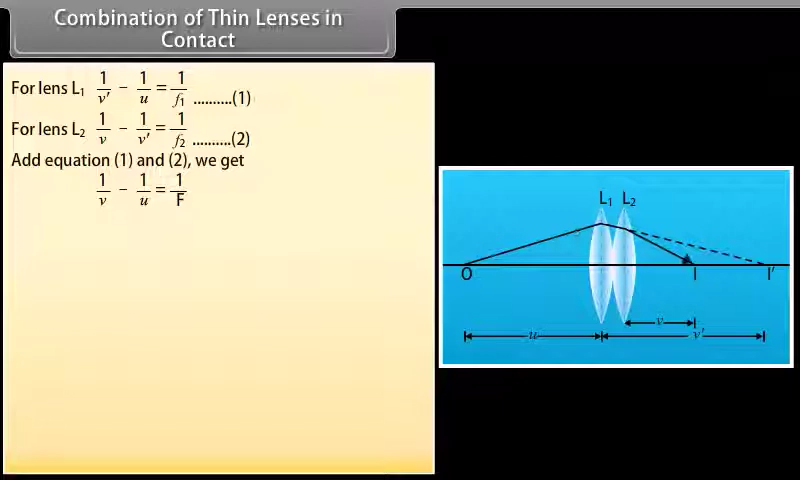 Combination of Thin Lenses in
Contact
For lens L₁ 1/v′ − 1/u = 1/f₁ ..........(1)
For lens L₂ 1/v − 1/v′ = 1/f₂ ..........(2)
Add equation (1) and (2), we get
1/v − 1/u = 1/F
L₁ L₂
O I I′
v
u v′